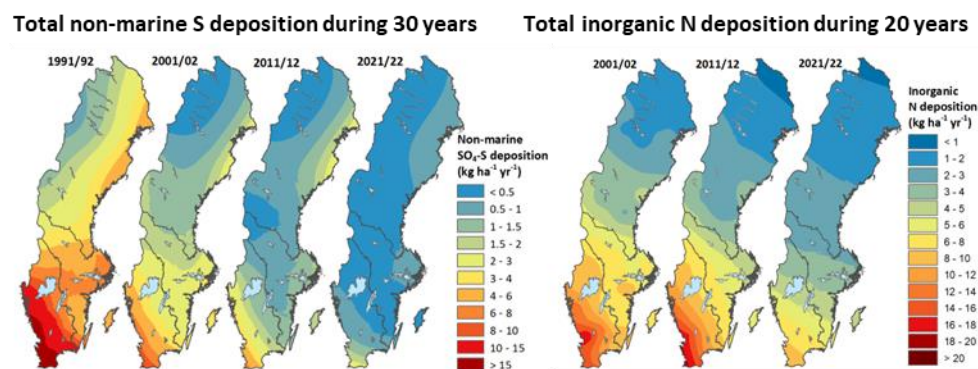 Total non-marine S deposition during 30 years
1991/92
2001/02
2011/12
2021/22
Non-marine
SO₄-S deposition
(kg ha⁻¹ yr⁻¹)
< 0.5
0.5 - 1
1 - 1.5
1.5 - 2
2 - 3
3 - 4
4 - 6
6 - 8
8 - 10
10 - 15
> 15
Total inorganic N deposition during 20 years
2001/02
2011/12
2021/22
Inorganic
N deposition
(kg ha⁻¹ yr⁻¹)
< 1
1 - 2
2 - 3
3 - 4
4 - 5
5 - 6
6 - 8
8 - 10
10 - 12
12 - 14
14 - 16
16 - 18
18 - 20
> 20